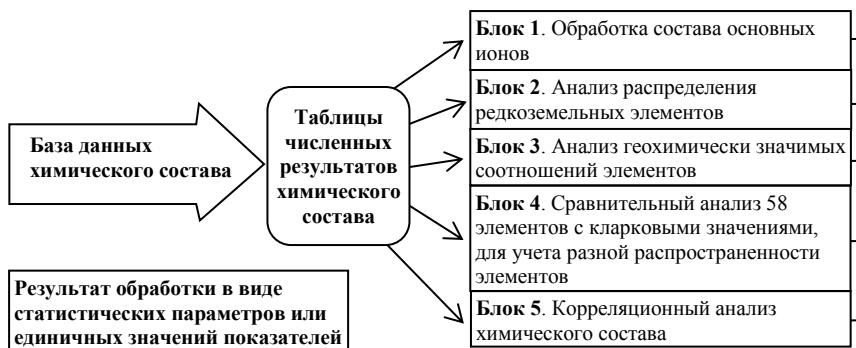 База данных
химического состава
Таблицы
численных
результатов
химического
состава
Блок 1. Обработка состава основных
ионов
Блок 2. Анализ распределения
редкоземельных элементов
Блок 3. Анализ геохимически значимых
соотношений элементов
Блок 4. Сравнительный анализ 58
элементов с кларковыми значениями,
для учета разной распространенности
элементов
Блок 5. Корреляционный анализ
химического состава
Результат обработки в виде
статистических параметров или
единичных значений показателей